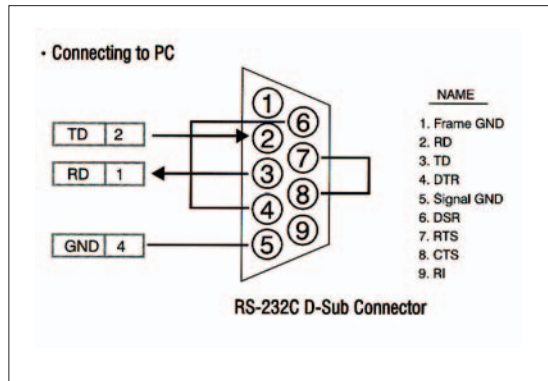 · Connecting to PC
TD 2
RD 1
GND 4
1
2
3
4
5
6
7
8
9
NAME
1. Frame GND
2. RD
3. TD
4. DTR
5. Signal GND
6. DSR
7. RTS
8. CTS
9. RI
RS-232C D-Sub Connector